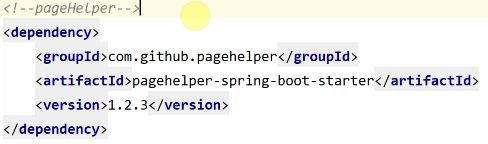 <!--pageHelper-->
<dependency>
    <groupId>com.github.pagehelper</groupId>
    <artifactId>pagehelper-spring-boot-starter</artifactId>
    <version>1.2.3</version>
</dependency>